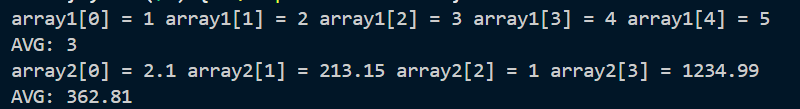 array1[0] = 1 array1[1] = 2 array1[2] = 3 array1[3] = 4 array1[4] = 5
AVG: 3
array2[0] = 2.1 array2[1] = 213.15 array2[2] = 1 array2[3] = 1234.99
AVG: 362.81